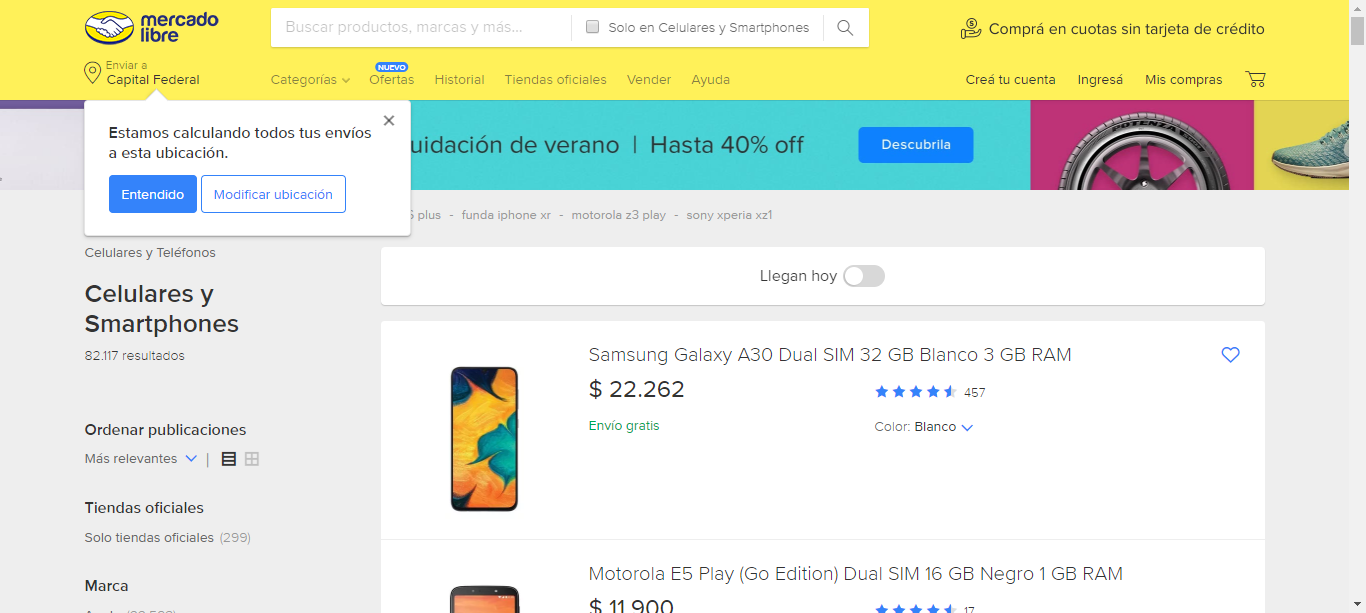 mercado
libre
Buscar productos, marcas y más...
Solo en Celulares y Smartphones
Comprá en cuotas sin tarjeta de crédito
Enviar a
Capital Federal
Categorías
NUEVO
Ofertas
Historial
Tiendas oficiales
Vender
Ayuda
Creá tu cuenta
Ingresá
Mis compras
Estamos calculando todos tus envíos
a esta ubicación.
Entendido
Modificar ubicación
uidación de verano | Hasta 40% off
Descubrila
POTENZA
plus - funda iphone xr - motorola z3 play - sony xperia xz1
Celulares y Teléfonos
Celulares y
Smartphones
82.117 resultados
Llegan hoy
Ordenar publicaciones
Más relevantes
Tiendas oficiales
Solo tiendas oficiales (299)
Marca
Samsung Galaxy A30 Dual SIM 32 GB Blanco 3 GB RAM
$ 22.262
457
Envío gratis
Color: Blanco
Motorola E5 Play (Go Edition) Dual SIM 16 GB Negro 1 GB RAM
$ 11.900
17